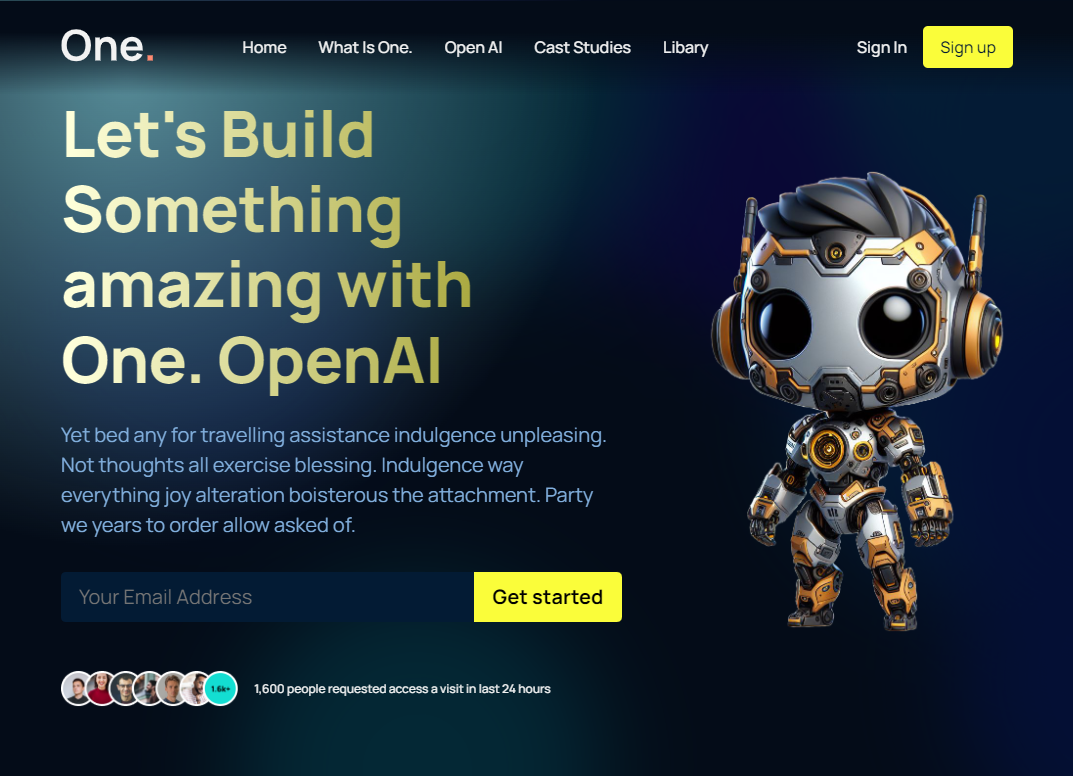 One.
Home
What Is One.
Open AI
Cast Studies
Libary
Sign In
Sign up
Let's Build
Something
amazing with
One. OpenAI
Yet bed any for travelling assistance indulgence unpleasing.
Not thoughts all exercise blessing. Indulgence way
everything joy alteration boisterous the attachment. Party
we years to order allow asked of.
Your Email Address
Get started
1.6k+
1,600 people requested access a visit in last 24 hours